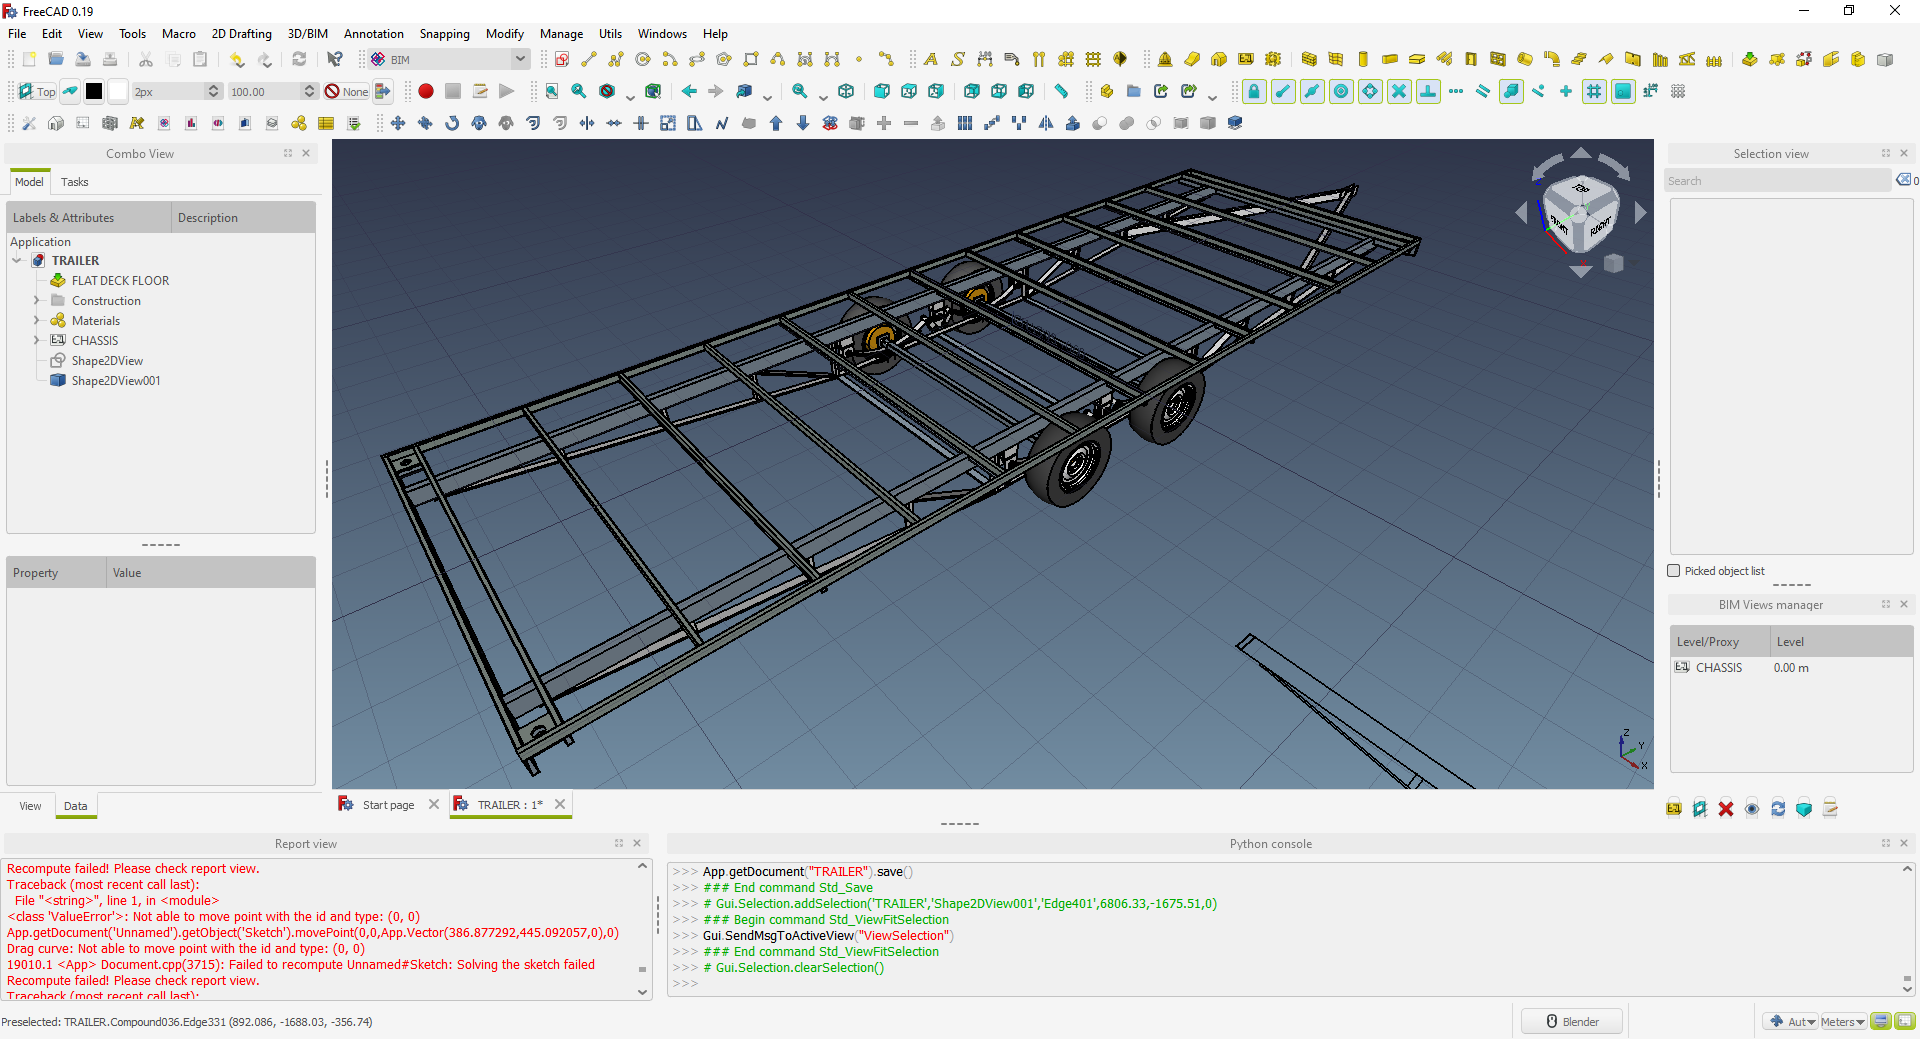 FreeCAD 0.19
File Edit View Tools Macro 2D Drafting 3D/BIM Annotation Snapping Modify Manage Utils Windows Help
BIM
Top 2px 100.00 None
Combo View
Model Tasks
Labels & Attributes Description
Application
TRAILER
FLAT DECK FLOOR
Construction
Materials
CHASSIS
Shape2DView
Shape2DView001
Property Value
View Data
TOP
FRONT
RIGHT
Z
Z
Y
X
Start page
TRAILER : 1*
Selection view
Search
0
Picked object list
BIM Views manager
Level/Proxy Level
CHASSIS 0.00 m
Report view
Recompute failed! Please check report view.
Traceback (most recent call last):
File "<string>", line 1, in <module>
<class 'ValueError'>: Not able to move point with the id and type: (0, 0)
App.getDocument('Unnamed').getObject('Sketch').movePoint(0,0,App.Vector(386.877292,445.092057,0),0)
Drag curve: Not able to move point with the id and type: (0, 0)
19010.1 <App> Document.cpp(3715): Failed to recompute Unnamed#Sketch: Solving the sketch failed
Recompute failed! Please check report view.
Traceback (most recent call last):
Python console
>>> App.getDocument("TRAILER").save()
>>> ### End command Std_Save
>>> # Gui.Selection.addSelection('TRAILER','Shape2DView001','Edge401',6806.33,-1675.51,0)
>>> ### Begin command Std_ViewFitSelection
>>> Gui.SendMsgToActiveView("ViewSelection")
>>> ### End command Std_ViewFitSelection
>>> # Gui.Selection.clearSelection()
>>>
Preselected: TRAILER.Compound036.Edge331 (892.086, -1688.03, -356.74)
Blender
Aut
Meters